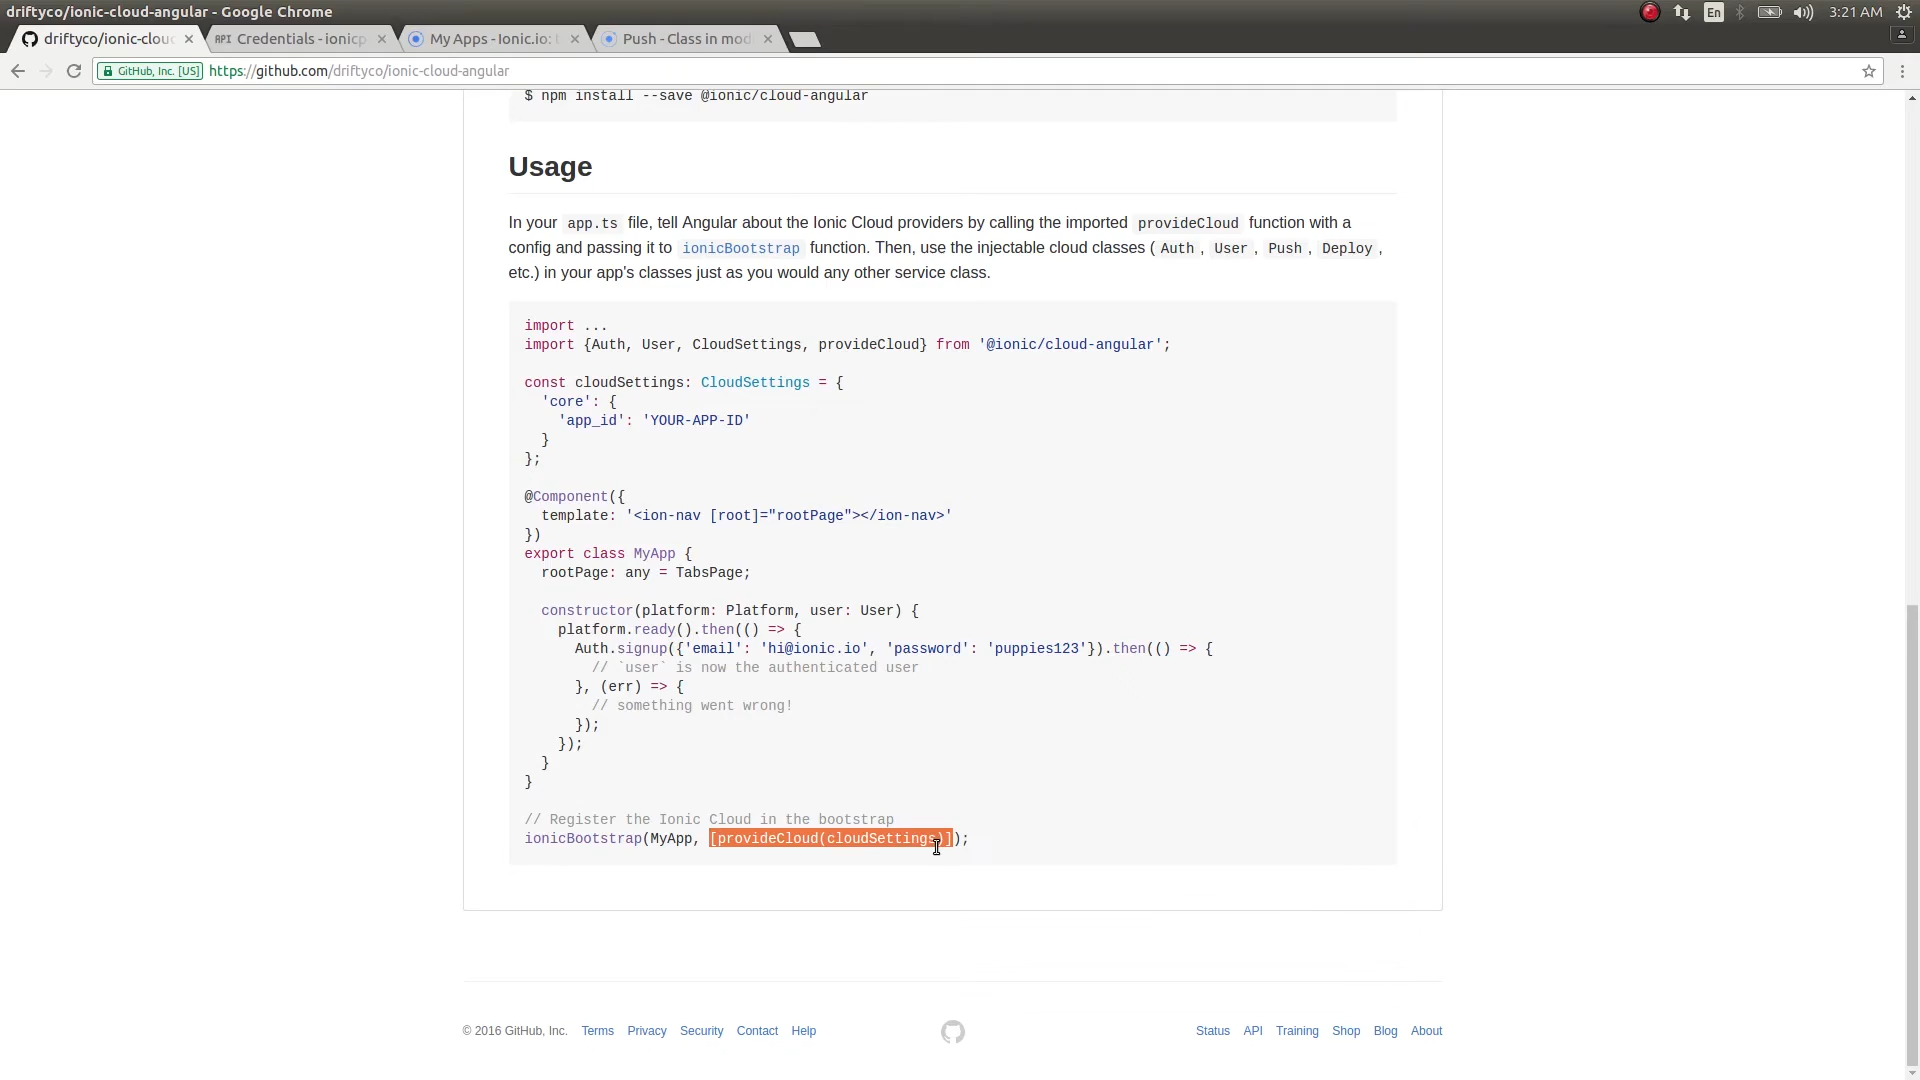 driftyco/ionic-cloud-angular - Google Chrome
En
3:21 AM
driftyco/ionic-clou
API Credentials - ionicp
My Apps - Ionic.io:
Push - Class in mod
GitHub, Inc. [US] https://github.com/driftyco/ionic-cloud-angular
$ npm install --save @ionic/cloud-angular
Usage
In your app.ts file, tell Angular about the Ionic Cloud providers by calling the imported provideCloud function with a
config and passing it to ionicBootstrap function. Then, use the injectable cloud classes ( Auth , User , Push , Deploy ,
etc.) in your app's classes just as you would any other service class.
import ...
import {Auth, User, CloudSettings, provideCloud} from '@ionic/cloud-angular';
const cloudSettings: CloudSettings = {
'core': {
'app_id': 'YOUR-APP-ID'
}
};
@Component({
template: '<ion-nav [root]="rootPage"></ion-nav>'
})
export class MyApp {
rootPage: any = TabsPage;
constructor(platform: Platform, user: User) {
platform.ready().then(() => {
Auth.signup({'email': 'hi@ionic.io', 'password': 'puppies123'}).then(() => {
// `user` is now the authenticated user
}, (err) => {
// something went wrong!
});
});
}
}
// Register the Ionic Cloud in the bootstrap
ionicBootstrap(MyApp, [provideCloud(cloudSettings)]);
© 2016 GitHub, Inc. Terms Privacy Security Contact Help
Status API Training Shop Blog About